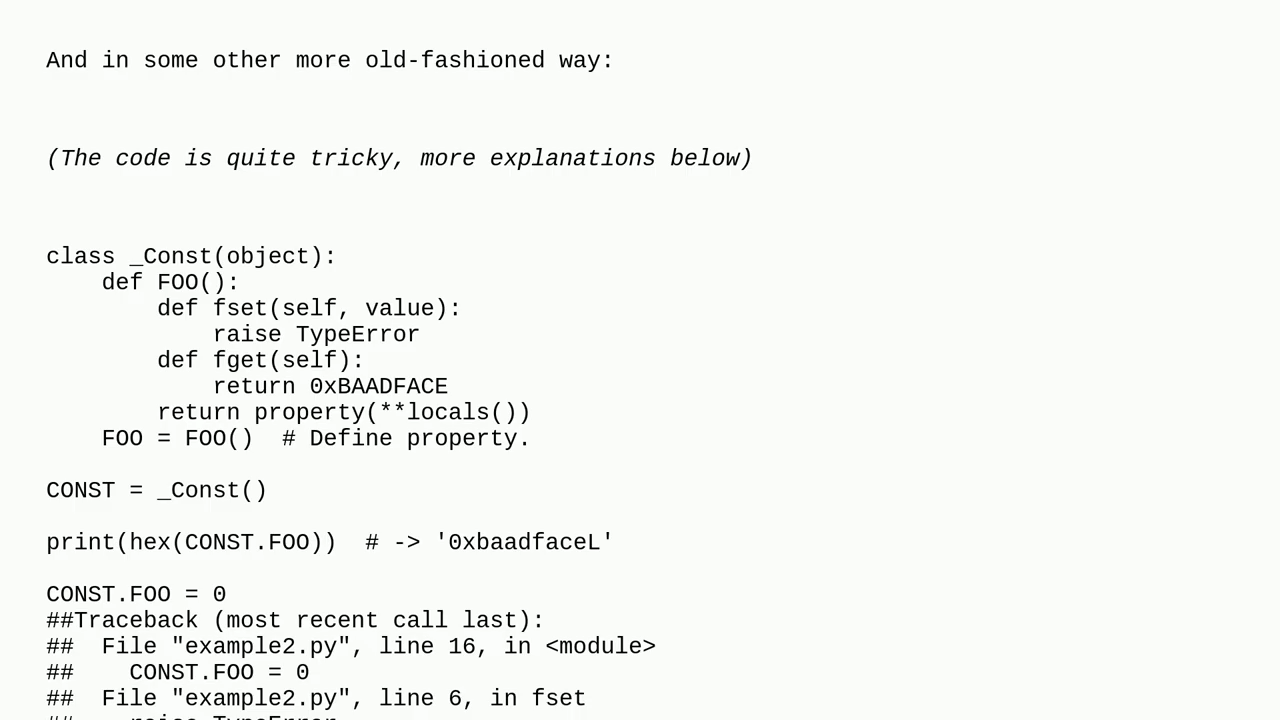 And in some other more old-fashioned way:
(The code is quite tricky, more explanations below)
class _Const(object):
    def FOO():
        def fset(self, value):
            raise TypeError
        def fget(self):
            return 0xBAADFACE
        return property(**locals())
    FOO = FOO()  # Define property.
CONST = _Const()
print(hex(CONST.FOO))  # -> '0xbaadfaceL'
CONST.FOO = 0
##Traceback (most recent call last):
##  File "example2.py", line 16, in <module>
##    CONST.FOO = 0
##  File "example2.py", line 6, in fset
##    raise TypeError